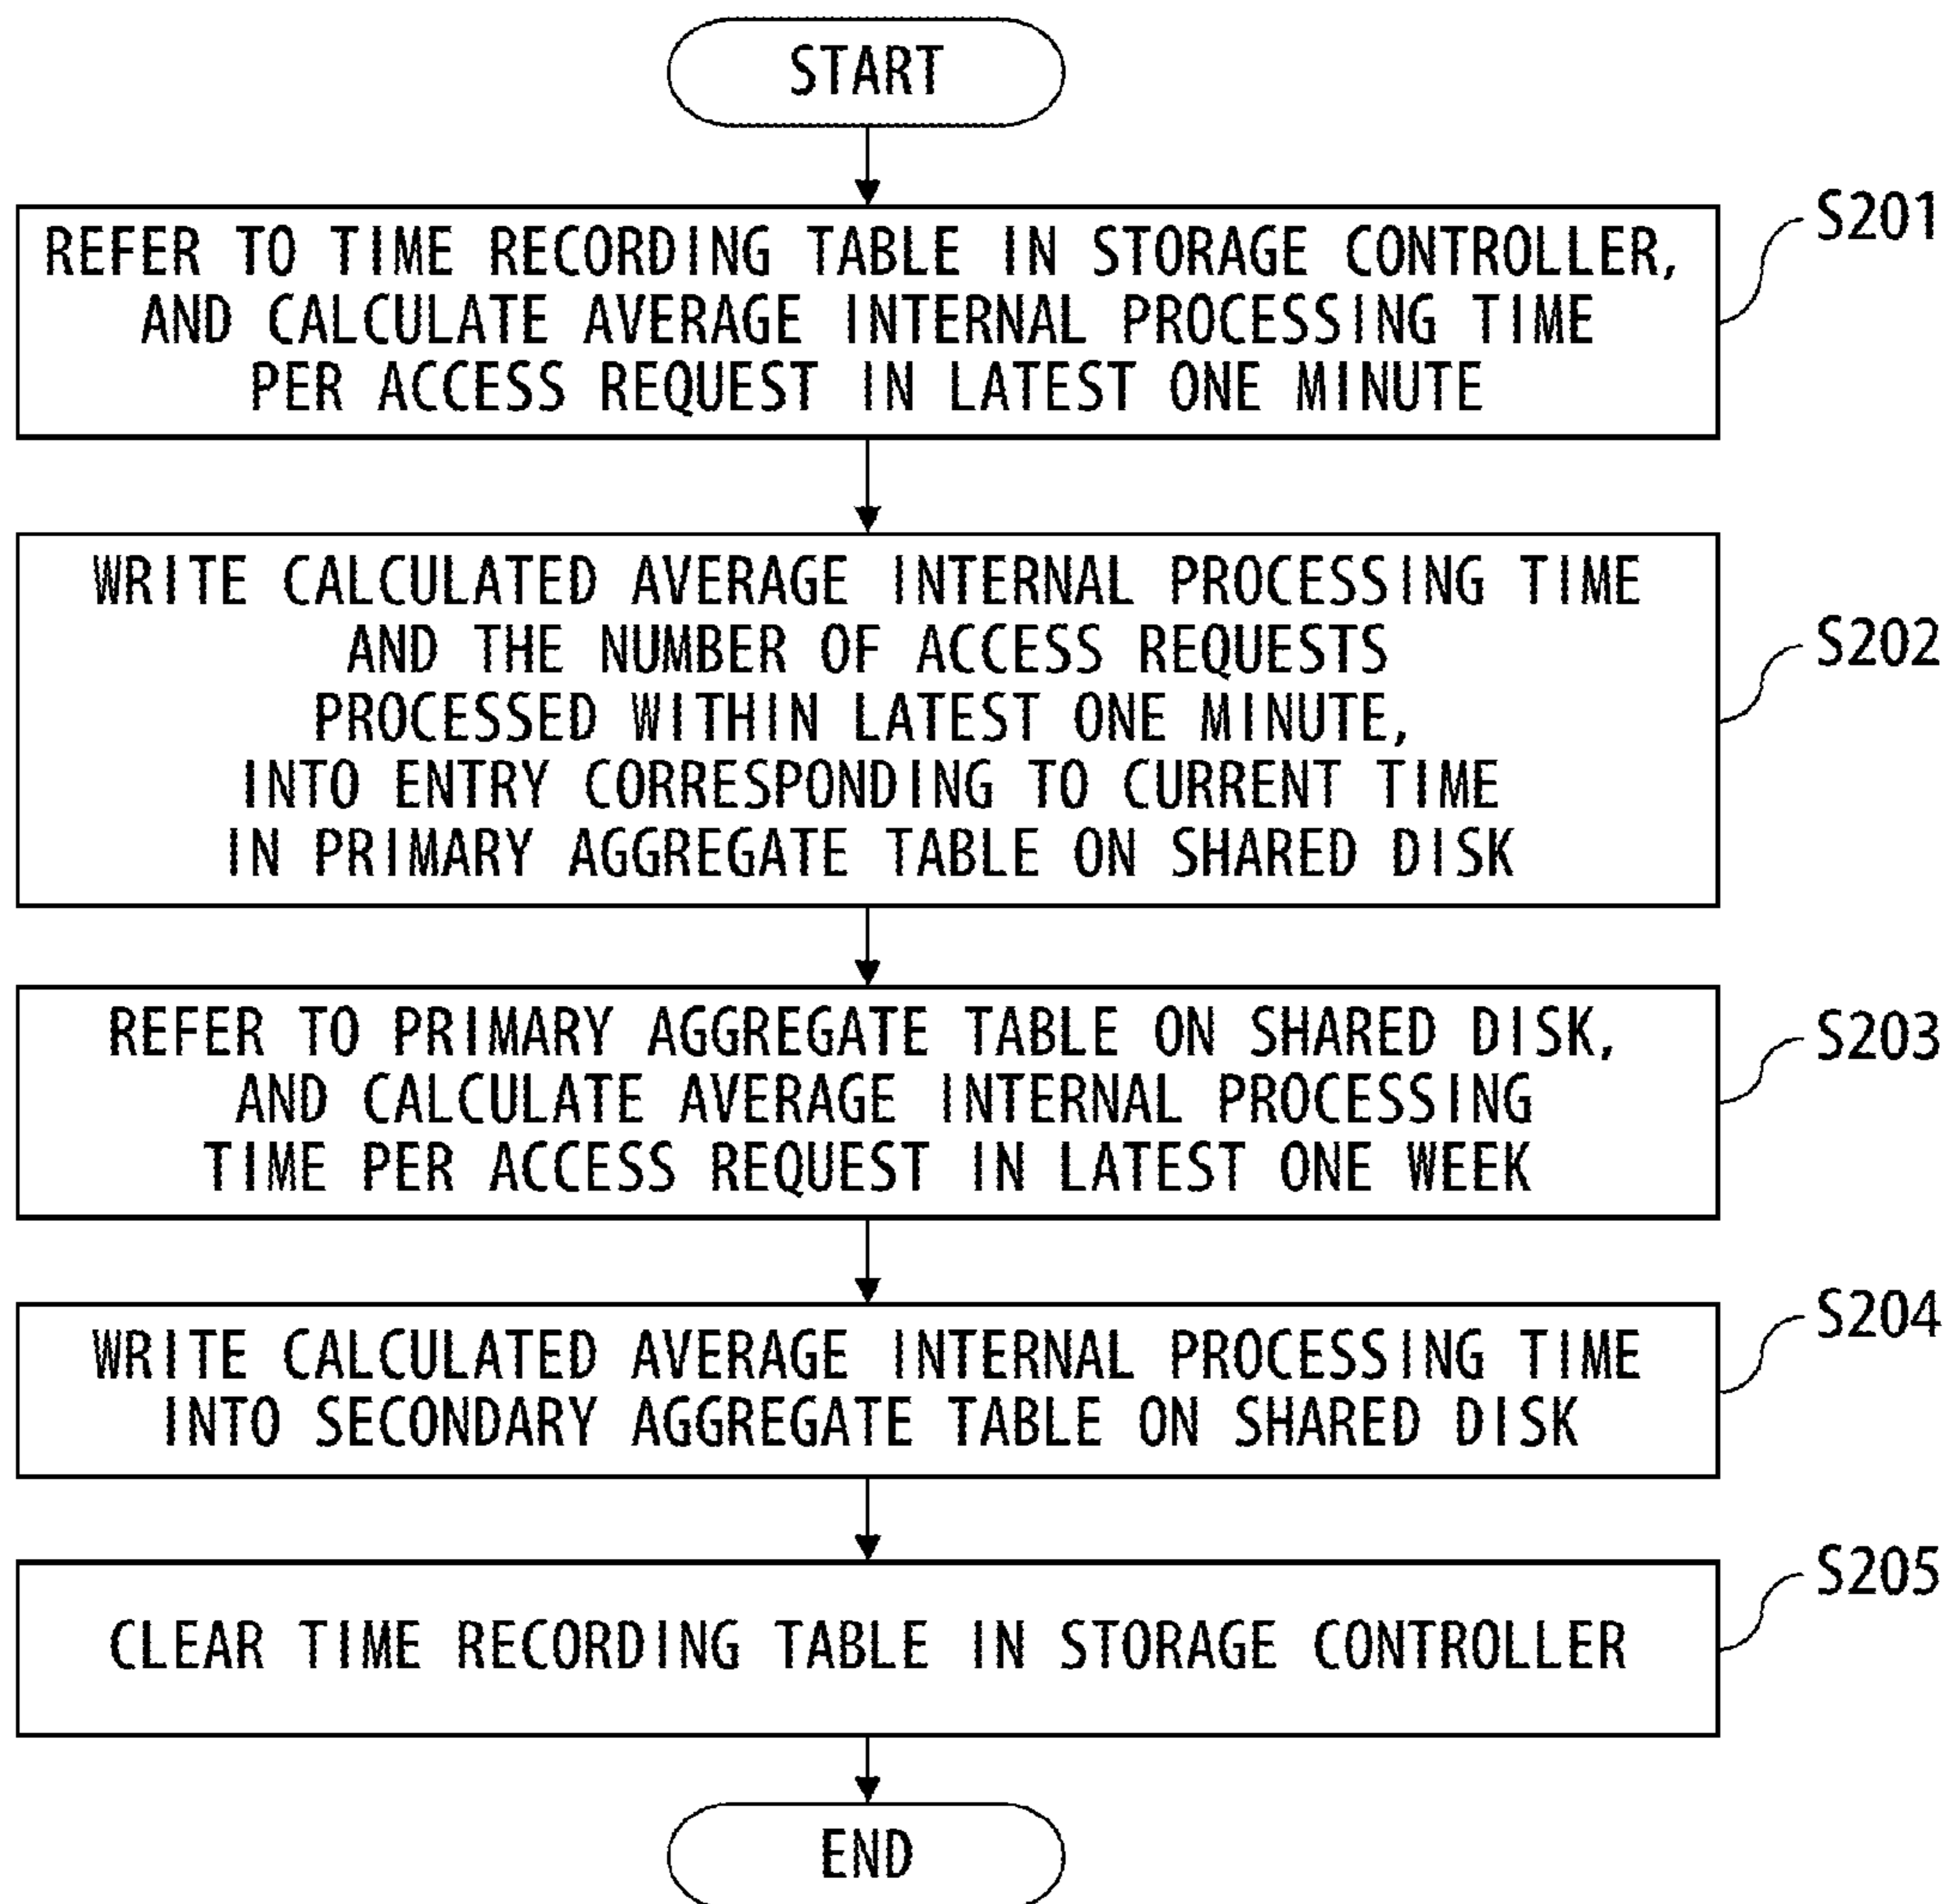 START
S201
REFER TO TIME RECORDING TABLE IN STORAGE CONTROLLER,
AND CALCULATE AVERAGE INTERNAL PROCESSING TIME
PER ACCESS REQUEST IN LATEST ONE MINUTE
S202
WRITE CALCULATED AVERAGE INTERNAL PROCESSING TIME
AND THE NUMBER OF ACCESS REQUESTS
PROCESSED WITHIN LATEST ONE MINUTE,
INTO ENTRY CORRESPONDING TO CURRENT TIME
IN PRIMARY AGGREGATE TABLE ON SHARED DISK
S203
REFER TO PRIMARY AGGREGATE TABLE ON SHARED DISK,
AND CALCULATE AVERAGE INTERNAL PROCESSING
TIME PER ACCESS REQUEST IN LATEST ONE WEEK
S204
WRITE CALCULATED AVERAGE INTERNAL PROCESSING TIME
INTO SECONDARY AGGREGATE TABLE ON SHARED DISK
S205
CLEAR TIME RECORDING TABLE IN STORAGE CONTROLLER
END